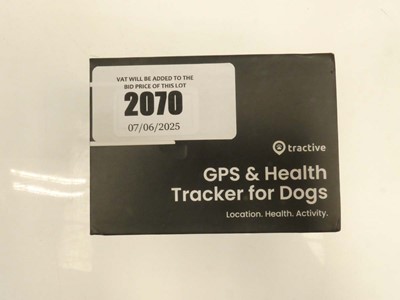 VAT WILL BE ADDED TO THE
BID PRICE OF THIS LOT
2070
07/06/2025
tractive
GPS & Health
Tracker for Dogs
Location. Health. Activity.